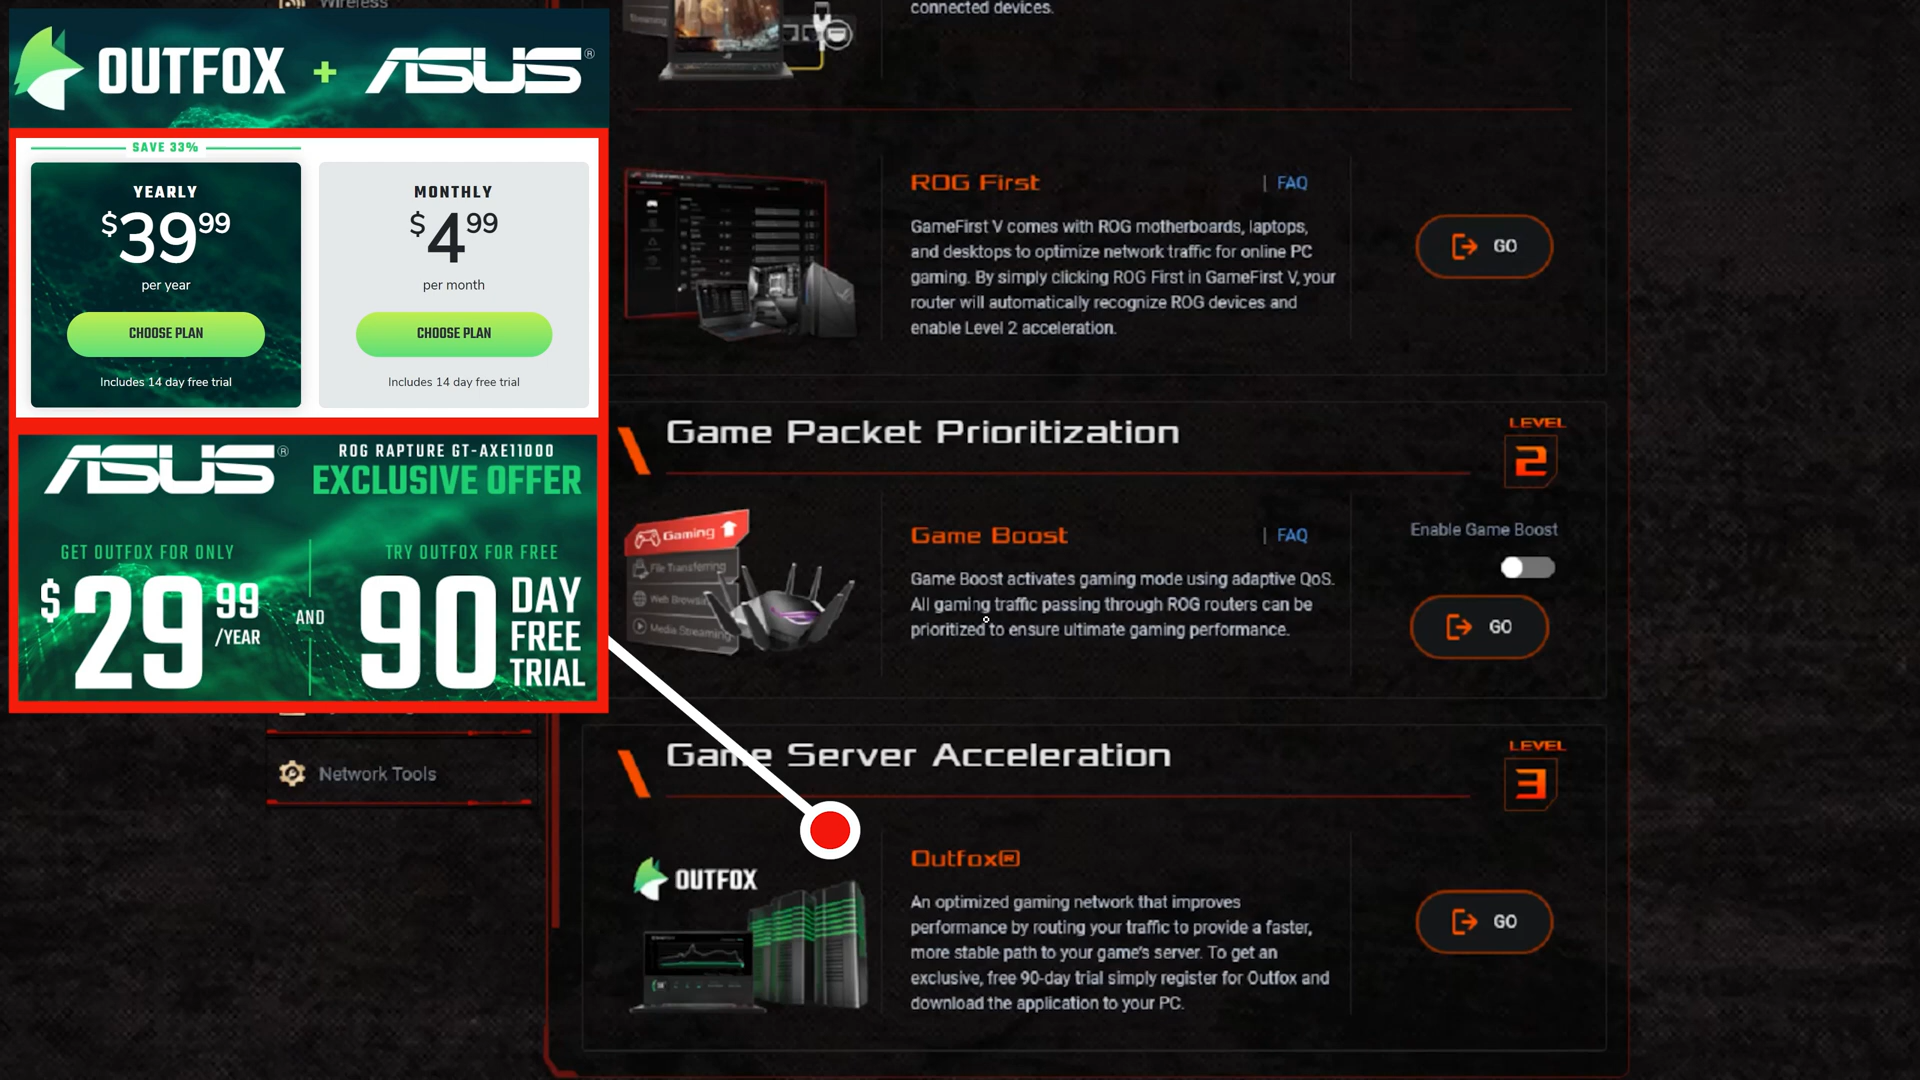 Wireless
OUTFOX + ASUS®
SAVE 33%
YEARLY
$39.99
per year
CHOOSE PLAN
Includes 14 day free trial
MONTHLY
$4.99
per month
CHOOSE PLAN
Includes 14 day free trial
ASUS®
ROG RAPTURE GT-AXE11000
EXCLUSIVE OFFER
GET OUTFOX FOR ONLY
$29.99
/YEAR
AND
TRY OUTFOX FOR FREE
90 DAY
FREE
TRIAL
Network Tools
Streaming
connected devices.
ROG First
| FAQ
GameFirst V comes with ROG motherboards, laptops,
and desktops to optimize network traffic for online PC
gaming. By simply clicking ROG First in GameFirst V, your
router will automatically recognize ROG devices and
enable Level 2 acceleration.
GO
Game Packet Prioritization
LEVEL
2
Gaming
File Transferring
Web Browsing
Media Streaming
Game Boost
| FAQ
Game Boost activates gaming mode using adaptive QoS.
All gaming traffic passing through ROG routers can be
prioritized to ensure ultimate gaming performance.
Enable Game Boost
GO
Game Server Acceleration
LEVEL
3
OUTFOX
Outfox®
An optimized gaming network that improves
performance by routing your traffic to provide a faster,
more stable path to your game's server. To get an
exclusive, free 90-day trial simply register for Outfox and
download the application to your PC.
GO